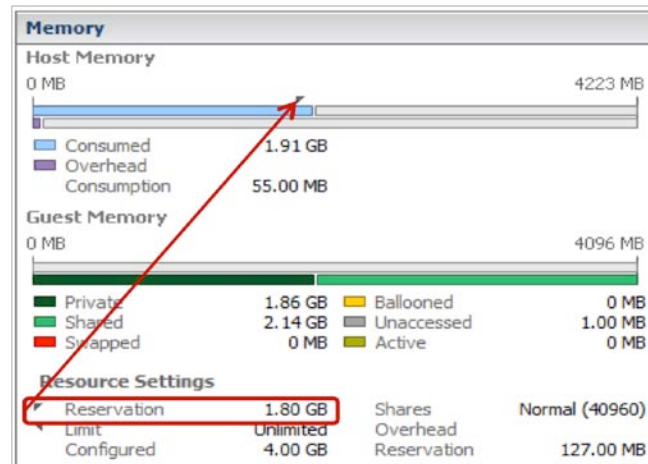 Memory
Host Memory
0 MB 4223 MB
Consumed 1.91 GB
Overhead
Consumption 55.00 MB
Guest Memory
0 MB 4096 MB
Private 1.86 GB Ballooned 0 MB
Shared 2.14 GB Unaccessed 1.00 MB
Swapped 0 MB Active 0 MB
Resource Settings
Reservation 1.80 GB Shares Normal (40960)
Limit Unlimited Overhead
Configured 4.00 GB Reservation 127.00 MB